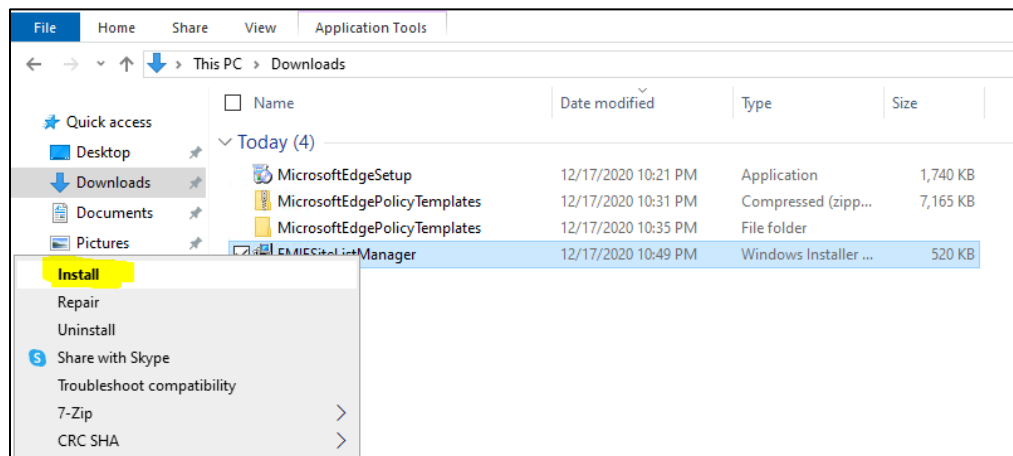 File Home Share View Application Tools
This PC > Downloads
Name Date modified Type Size
Quick access
Today (4)
Desktop
MicrosoftEdgeSetup 12/17/2020 10:21 PM Application 1,740 KB
Downloads
MicrosoftEdgePolicyTemplates 12/17/2020 10:31 PM Compressed (zipp... 7,165 KB
Documents
MicrosoftEdgePolicyTemplates 12/17/2020 10:35 PM File folder
Pictures
EMIESiteListManager 12/17/2020 10:49 PM Windows Installer ... 520 KB
Install
Repair
Uninstall
S Share with Skype
Troubleshoot compatibility
7-Zip
CRC SHA